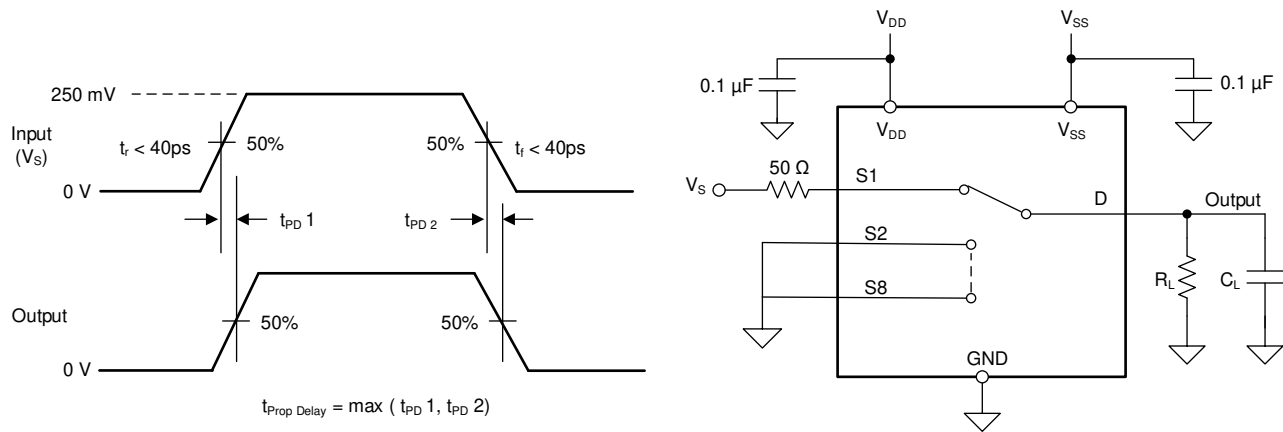 250 mV
Input
(VS)
tr < 40ps
50%
50%
tf < 40ps
0 V
tPD 1
tPD 2
Output
50%
50%
0 V
tProp Delay = max ( tPD 1, tPD 2)
VDD
VSS
0.1 µF
0.1 µF
VDD
VSS
50 Ω
VS
S1
D
Output
S2
S8
RL
CL
GND